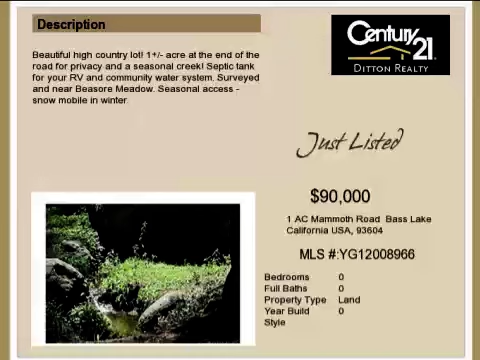 Description
Beautiful high country lot! 1+/- acre at the end of the
road for privacy and a seasonal creek! Septic tank
for your RV and community water system. Surveyed
and near Beasore Meadow. Seasonal access -
snow mobile in winter.
Century 21
DITTON REALTY
Just Listed
$90,000
1 AC Mammoth Road Bass Lake
California USA, 93604
MLS #:YG12008966
Bedrooms 0
Full Baths 0
Property Type Land
Year Build 0
Style